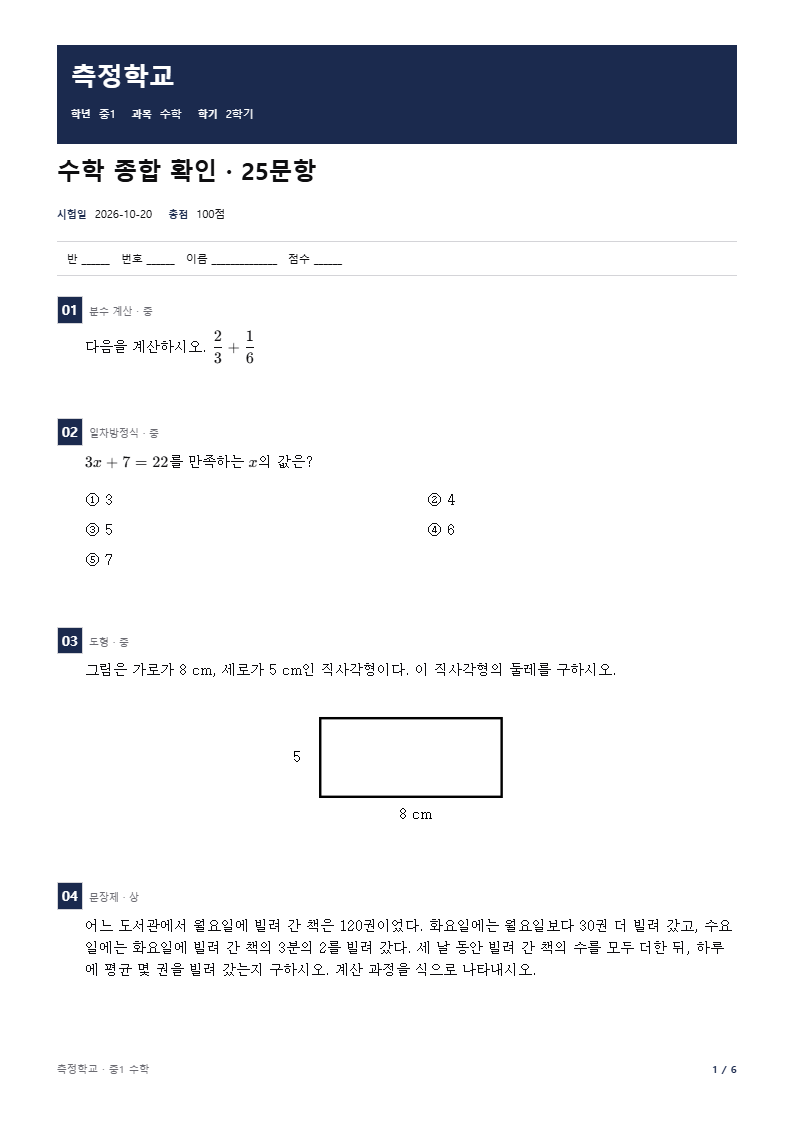 측정학교
학년 중1 과목 수학 학기 2학기
수학 종합 확인 · 25문항
시험일 2026-10-20 총점 100점
반 ______ 번호 ______ 이름 ______________ 점수 ______
01 분수 계산 · 중
다음을 계산하시오. 2/3 + 1/6
02 일차방정식 · 중
3x + 7 = 22를 만족하는 x의 값은?
① 3 ② 4
③ 5 ④ 6
⑤ 7
03 도형 · 중
그림은 가로가 8 cm, 세로가 5 cm인 직사각형이다. 이 직사각형의 둘레를 구하시오.
5
8 cm
04 문장제 · 상
어느 도서관에서 월요일에 빌려 간 책은 120권이었다. 화요일에는 월요일보다 30권 더 빌려 갔고, 수요
일에는 화요일에 빌려 간 책의 3분의 2를 빌려 갔다. 세 날 동안 빌려 간 책의 수를 모두 더한 뒤, 하루
에 평균 몇 권을 빌려 갔는지 구하시오. 계산 과정을 식으로 나타내시오.
측정학교 · 중1 수학
1 / 6